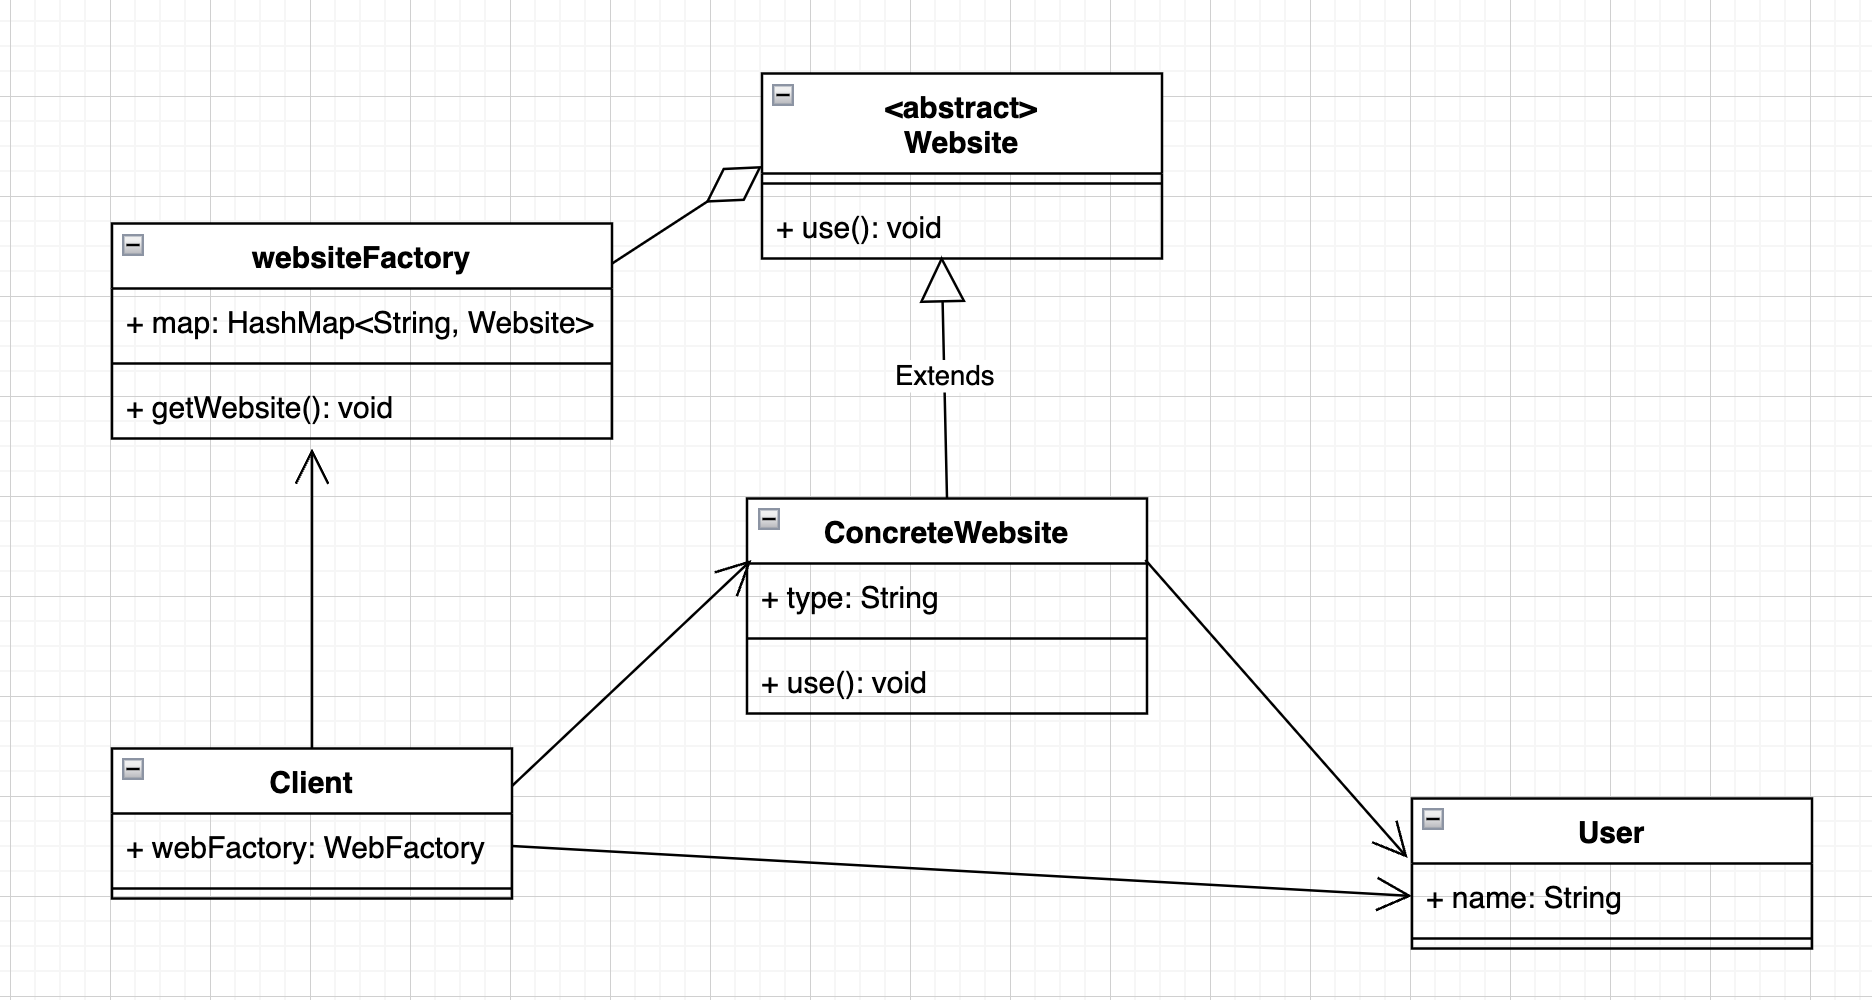 <abstract>
Website
+ use(): void
websiteFactory
+ map: HashMap<String, Website>
+ getWebsite(): void
Extends
ConcreteWebsite
+ type: String
+ use(): void
Client
+ webFactory: WebFactory
User
+ name: String